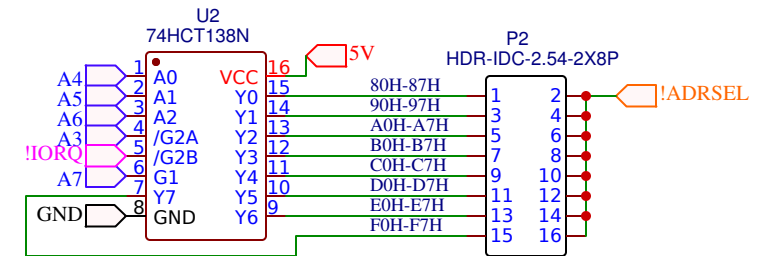 U2
74HCT138N
5V
P2
HDR-IDC-2.54-2X8P
A4 1 A0 VCC 16
A5 2 A1 Y0 15 80H-87H 1 2 !ADRSEL
A6 3 A2 Y1 14 90H-97H 3 4
A3 4 /G2A Y2 13 A0H-A7H 5 6
!IORQ 5 /G2B Y3 12 B0H-B7H 7 8
A7 6 G1 Y4 11 C0H-C7H 9 10
7 Y7 Y5 10 D0H-D7H 11 12
GND 8 GND Y6 9 E0H-E7H 13 14
F0H-F7H 15 16